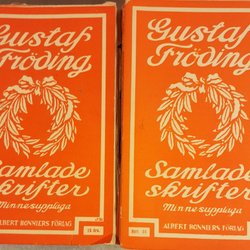 Gustaf
Fröding
Samlade
skrifter
Minnesupplaga
ALBERT BONNIERS FÖRLAG
Gustaf
Fröding
Samlade
skrifter
Minnesupplaga
ALBERT BONNIERS FÖRLAG